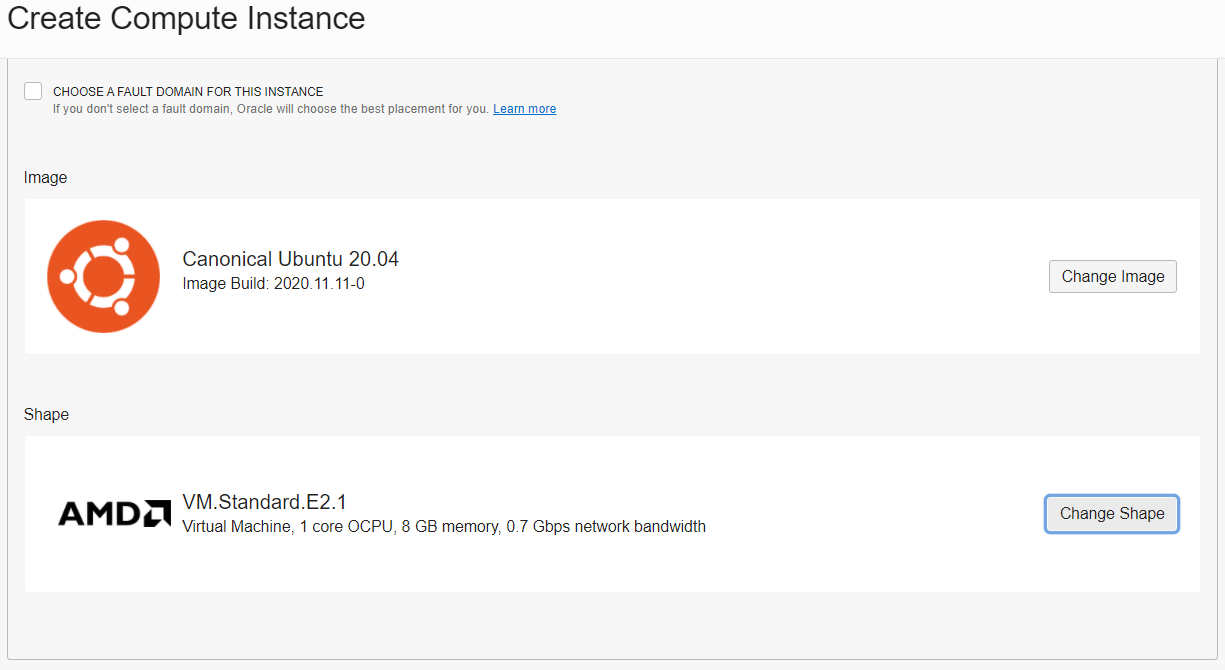 Create Compute Instance
CHOOSE A FAULT DOMAIN FOR THIS INSTANCE
If you don't select a fault domain, Oracle will choose the best placement for you. Learn more
Image
Canonical Ubuntu 20.04
Image Build: 2020.11.11-0
Change Image
Shape
AMD
VM.Standard.E2.1
Virtual Machine, 1 core OCPU, 8 GB memory, 0.7 Gbps network bandwidth
Change Shape